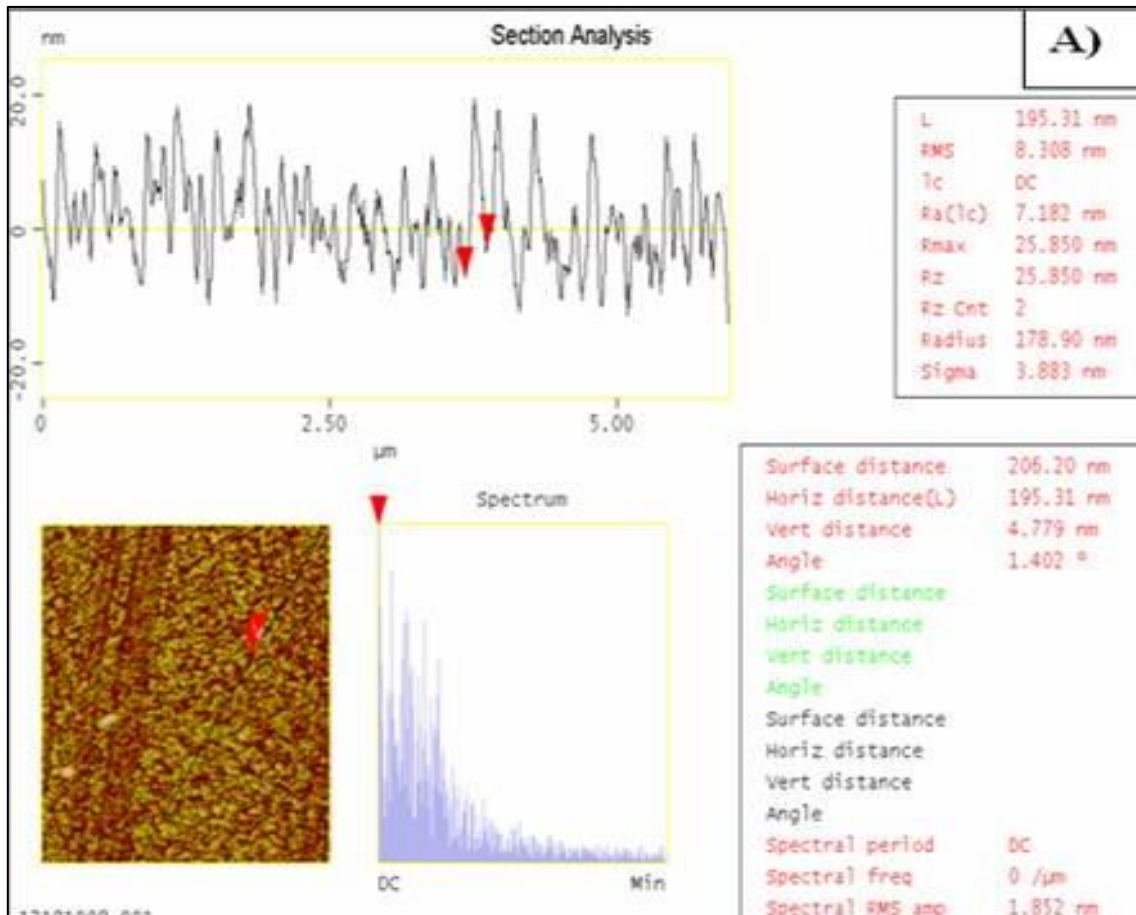 Section Analysis
A)
nm
20.0
0
-20.0
0 2.50 5.00
µm
L 195.31 nm
RMS 8.308 nm
lc DC
Ra(lc) 7.182 nm
Rmax 25.850 nm
Rz 25.850 nm
Rz Cnt 2
Radius 178.90 nm
Sigma 3.883 nm
Spectrum
DC Min
Surface distance 206.20 nm
Horiz distance(L) 195.31 nm
Vert distance 4.779 nm
Angle 1.402 °
Surface distance
Horiz distance
Vert distance
Angle
Surface distance
Horiz distance
Vert distance
Angle
Spectral period DC
Spectral freq 0 /µm
Spectral RMS amp 1.852 nm